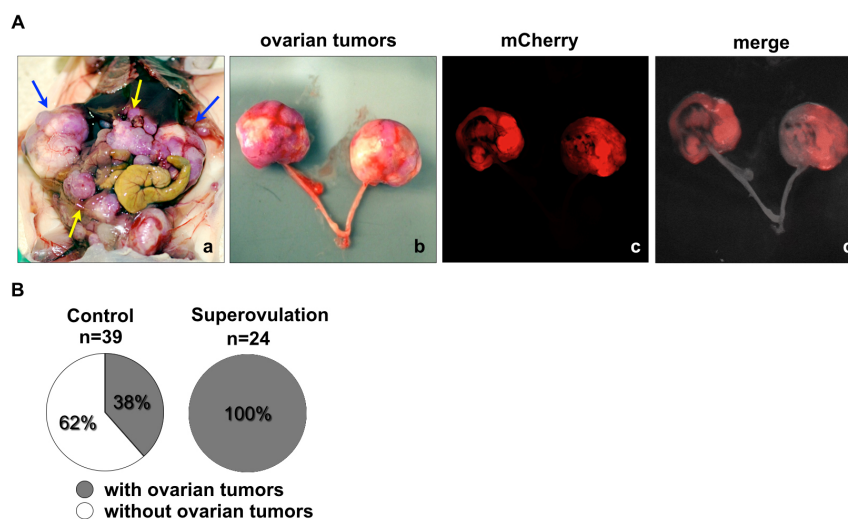 A
ovarian tumors mCherry merge
a b c d
B
Control Superovulation
n=39 n=24
38%
62% 100%
with ovarian tumors
without ovarian tumors